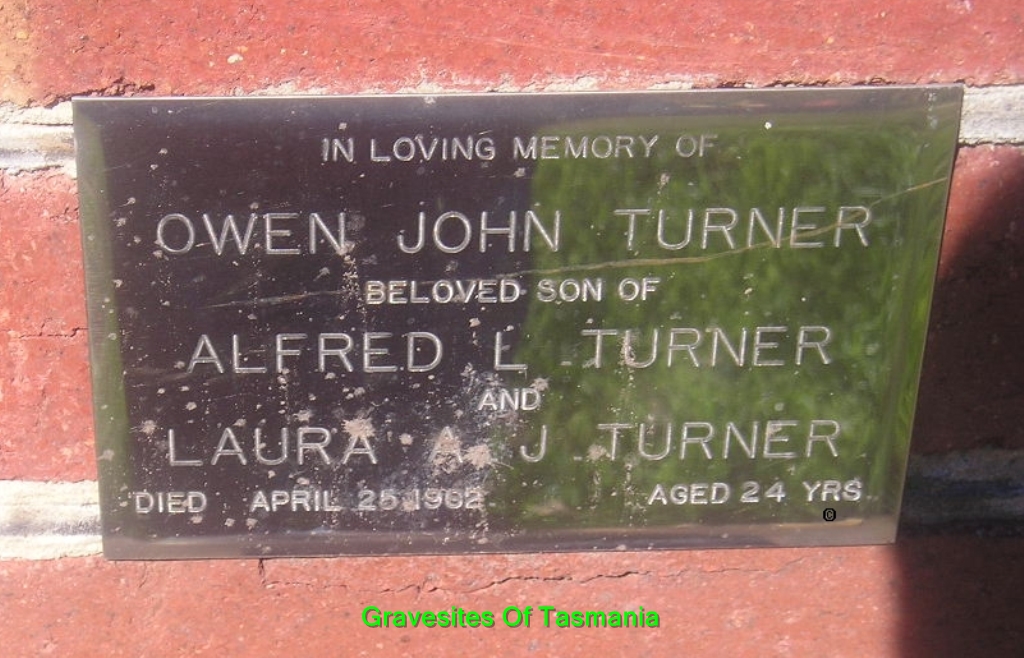 IN LOVING MEMORY OF
OWEN JOHN TURNER
BELOVED SON OF
ALFRED L TURNER
AND
LAURA A. J TURNER
DIED APRIL 25 AGED 24 YRS.
©
Gravesites Of Tasmania